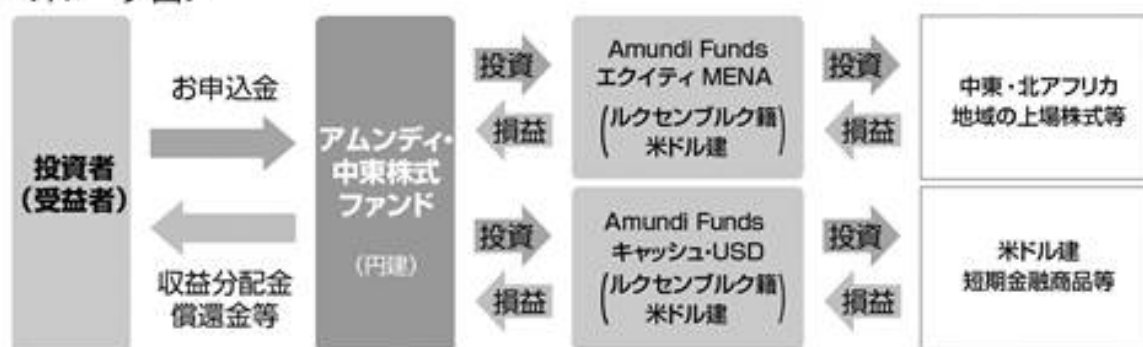 お申込金
投資者
(受益者)
収益分配金
償還金等
アムンディ・
中東株式
ファンド
(円建)
投資
損益
Amundi Funds
エクイティ MENA
(ルクセンブルク籍)
米ドル建
投資
損益
中東・北アフリカ
地域の上場株式等
投資
損益
Amundi Funds
キャッシュ・USD
(ルクセンブルク籍)
米ドル建
投資
損益
米ドル建
短期金融商品等